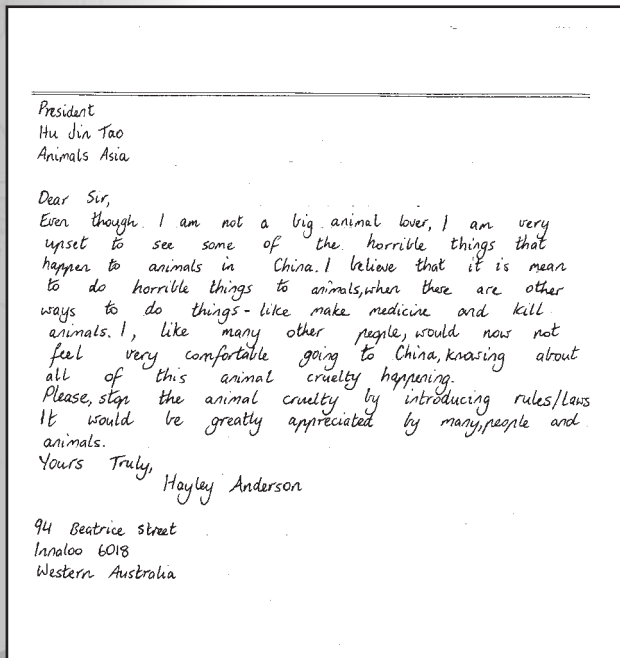 President
Hu Jin Tao
Animals Asia
Dear Sir,
Even though I am not a big animal lover, I am very
upset to see some of the horrible things that
happen to animals in China. I believe that it is mean
to do horrible things to animals, when there are other
ways to do things - like make medicine and kill
animals. I, like many other people, would now not
feel very comfortable going to China, knowing about
all of this animal cruelty happening.
Please, stop the animal cruelty by introducing rules/laws
It would be greatly appreciated by many, people and
animals.
Yours Truly,
Hayley Anderson
94 Beatrice Street
Innaloo 6018
Western Australia